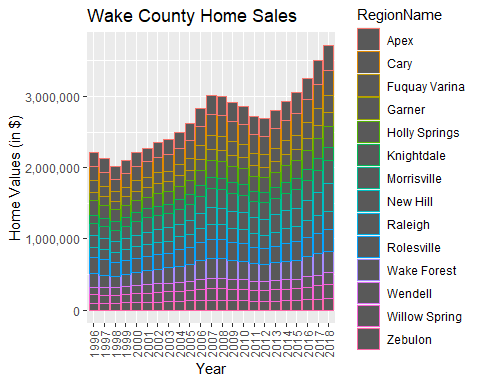 Wake County Home Sales
Home Values (in $)
3,000,000
2,000,000
1,000,000
0
1996
1997
1998
1999
2000
2001
2002
2003
2004
2005
2006
2007
2008
2009
2010
2011
2012
2013
2014
2015
2016
2017
2018
Year
RegionName
Apex
Cary
Fuquay Varina
Garner
Holly Springs
Knightdale
Morrisville
New Hill
Raleigh
Rolesville
Wake Forest
Wendell
Willow Spring
Zebulon